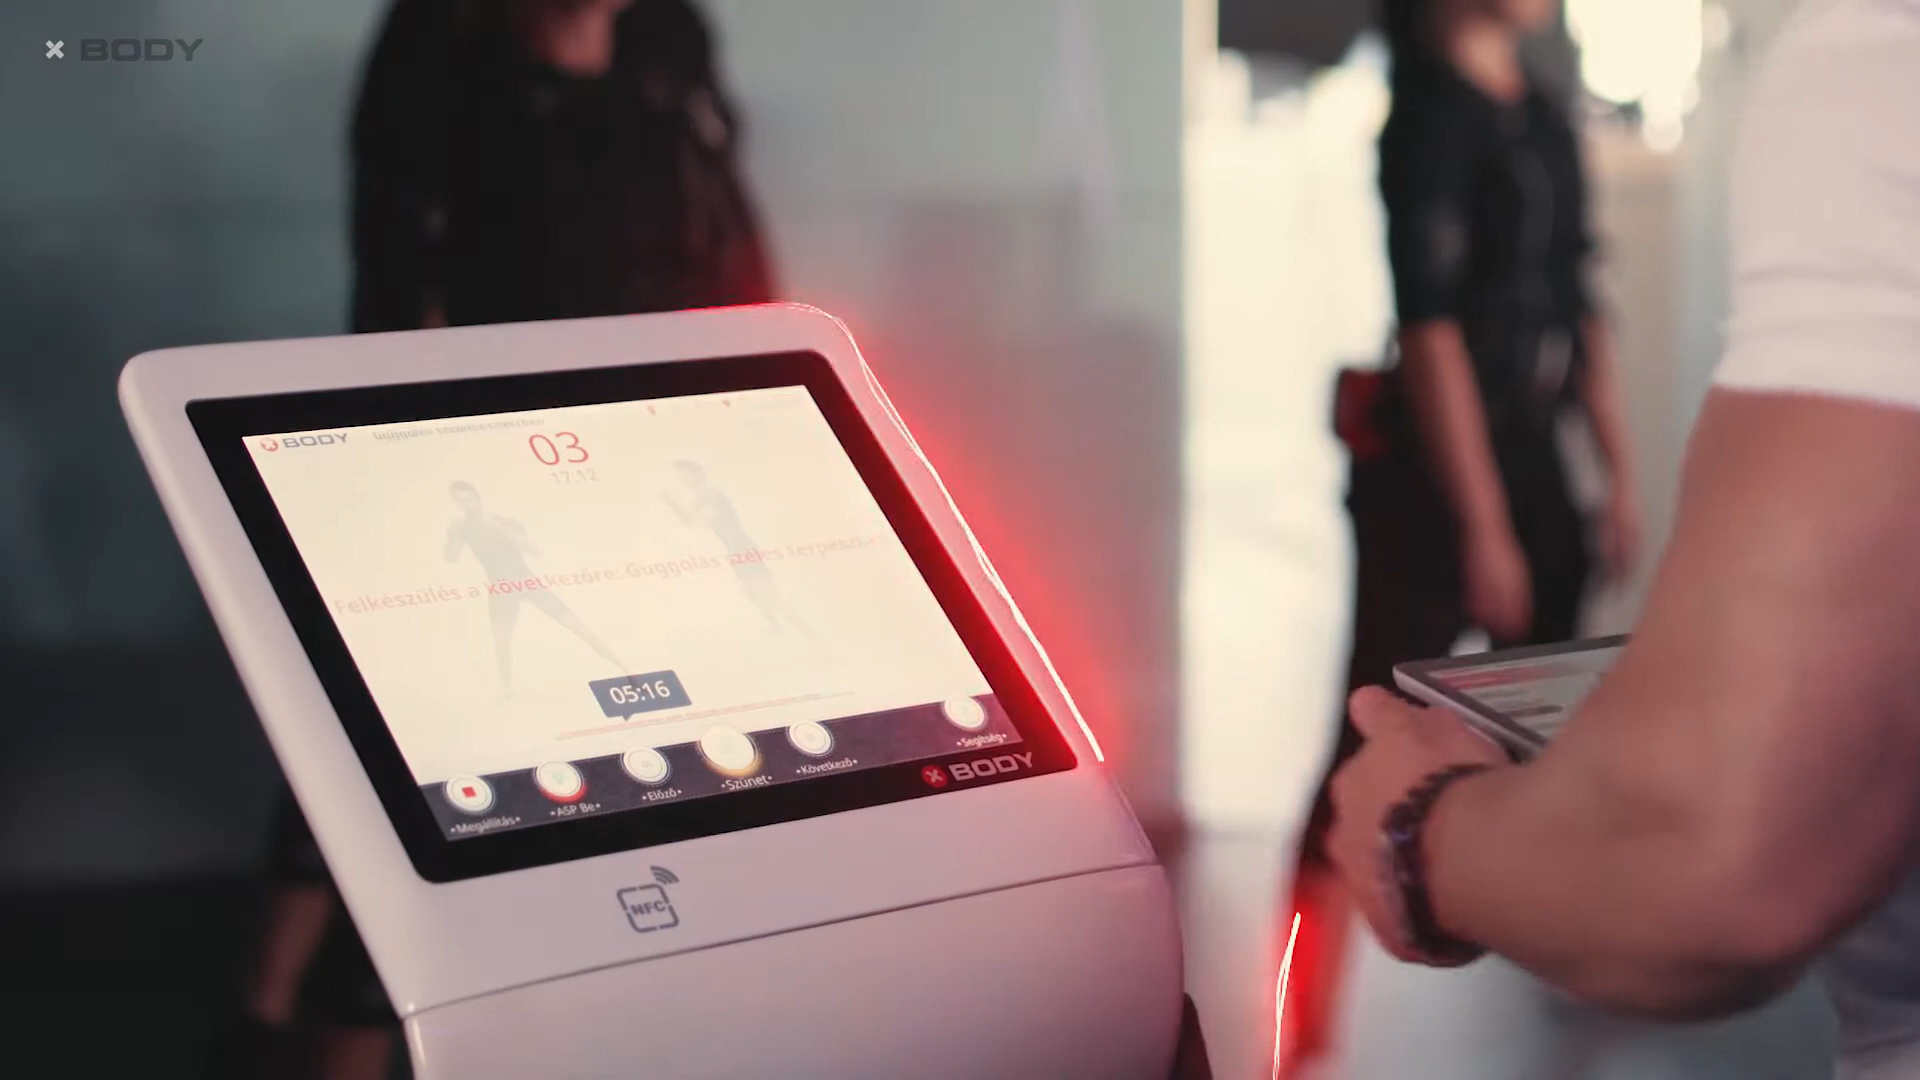 BODY
BODY
03
17:12
Felkészülés a következőre: Guggolás széles terpeszben
05:16
•Megállítás•
•ASP Be•
•Előző•
•Szünet•
•Következő•
•Segítség•
BODY
NFC